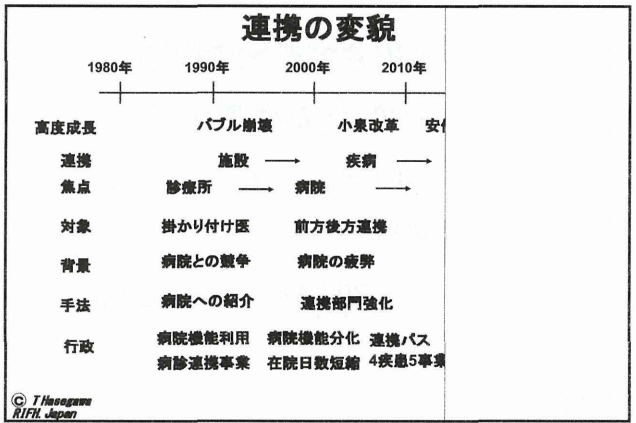 連携の変貌
1980年 1990年 2000年 2010年
高度成長 バブル崩壊 小泉改革 安
連携 施設 → 疾病 →
焦点 診療所 → 病院 →
対象 掛かり付け医 前方後方連携
背景 病院との競争 病院の疲弊
手法 病院への紹介 連携部門強化
行政 病院機能利用 病院機能分化 連携パス
病診連携事業 在院日数短縮 4疾患5事業
© T Hasegawa
RIFH. Japan